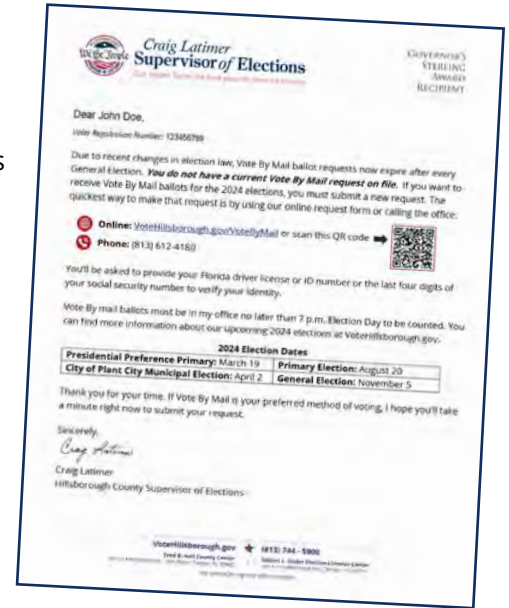 s
We the People
Craig Latimer
Supervisor of Elections
GOVERNOR'S
STERLING
AWARD
RECIPIENT
Dear John Doe,
Voter Registration Number: 123456789
Due to recent changes in election law, Vote By Mail ballot requests now expire after every
General Election. You do not have a current Vote By Mail request on file. If you want to
receive Vote By Mail ballots for the 2024 elections, you must submit a new request. The
quickest way to make that request is by using our online request form or calling the office:
Online: VoteHillsborough.gov/VoteByMail or scan this QR code
Phone: (813) 612-4180
You'll be asked to provide your Florida driver license or ID number or the last four digits of
your social security number to verify your identity.
Vote By mail ballots must be in my office no later than 7 p.m. Election Day to be counted. You
can find more information about our upcoming 2024 elections at VoteHillsborough.gov.
2024 Election Dates
Presidential Preference Primary: March 19 Primary Election: August 20
City of Plant City Municipal Election: April 2 General Election: November 5
Thank you for your time. If Vote By Mail is your preferred method of voting, I hope you'll take
a minute right now to submit your request.
Sincerely,
Craig Latimer
Craig Latimer
Hillsborough County Supervisor of Elections
VoteHillsborough.gov (813) 744 - 5900
Fred B. Karl County Center